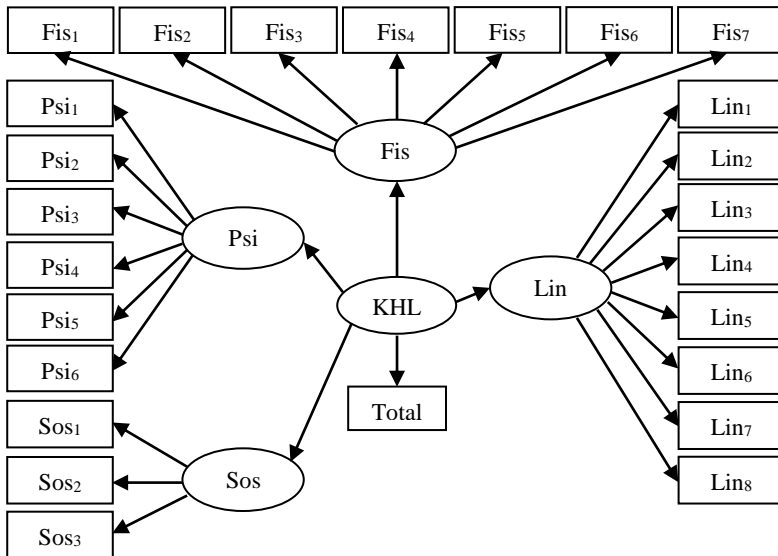 Fis₁ Fis₂ Fis₃ Fis₄ Fis₅ Fis₆ Fis₇
Psi₁
Psi₂
Psi₃
Psi₄
Psi₅
Psi₆
Sos₁
Sos₂
Sos₃
Fis
Psi
KHL
Lin
Total
Sos
Lin₁
Lin₂
Lin₃
Lin₄
Lin₅
Lin₆
Lin₇
Lin₈